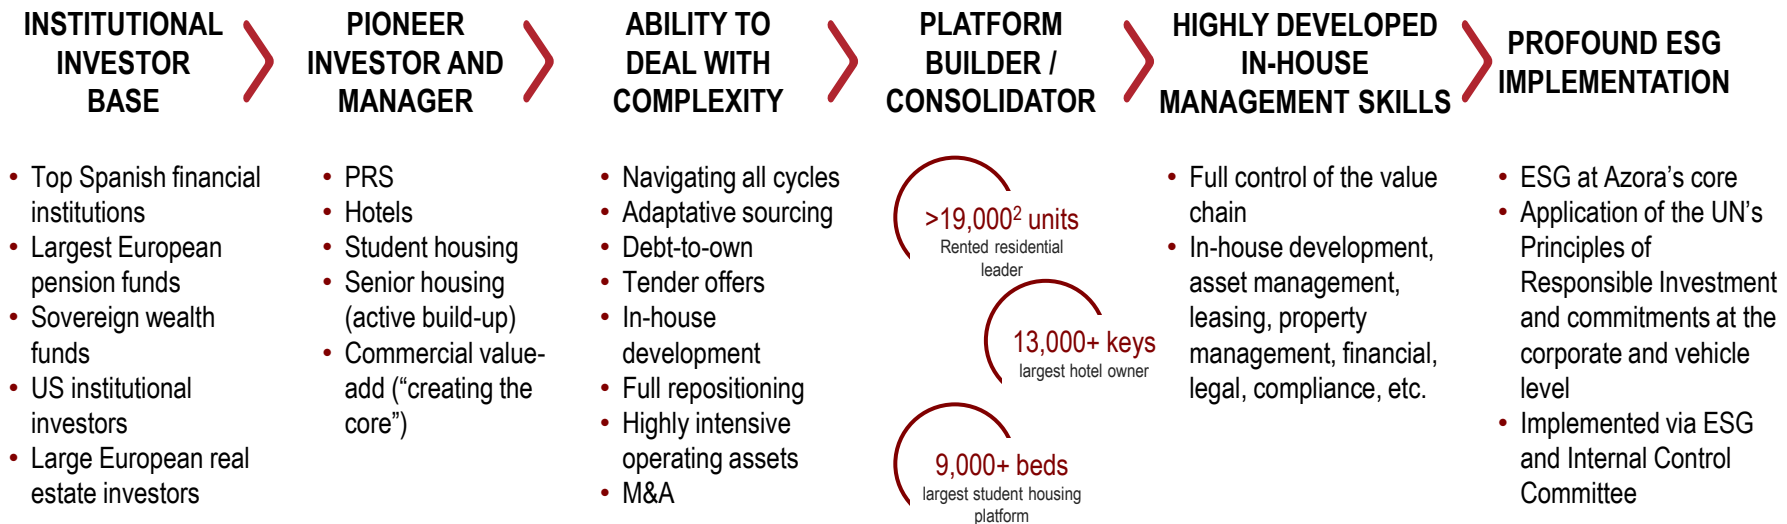 INSTITUTIONAL
INVESTOR
BASE
• Top Spanish financial
institutions
• Largest European
pension funds
• Sovereign wealth
funds
• US institutional
investors
• Large European real
estate investors
PIONEER
INVESTOR AND
MANAGER
• PRS
• Hotels
• Student housing
• Senior housing
(active build-up)
• Commercial value-
add (“creating the
core”)
ABILITY TO
DEAL WITH
COMPLEXITY
• Navigating all cycles
• Adaptative sourcing
• Debt-to-own
• Tender offers
• In-house
development
• Full repositioning
• Highly intensive
operating assets
• M&A
PLATFORM
BUILDER /
CONSOLIDATOR
>19,000² units
Rented residential
leader
13,000+ keys
largest hotel owner
9,000+ beds
largest student housing
platform
HIGHLY DEVELOPED
IN-HOUSE
MANAGEMENT SKILLS
• Full control of the value
chain
• In-house development,
asset management,
leasing, property
management, financial,
legal, compliance, etc.
PROFOUND ESG
IMPLEMENTATION
• ESG at Azora’s core
• Application of the UN’s
Principles of
Responsible Investment
and commitments at the
corporate and vehicle
level
• Implemented via ESG
and Internal Control
Committee